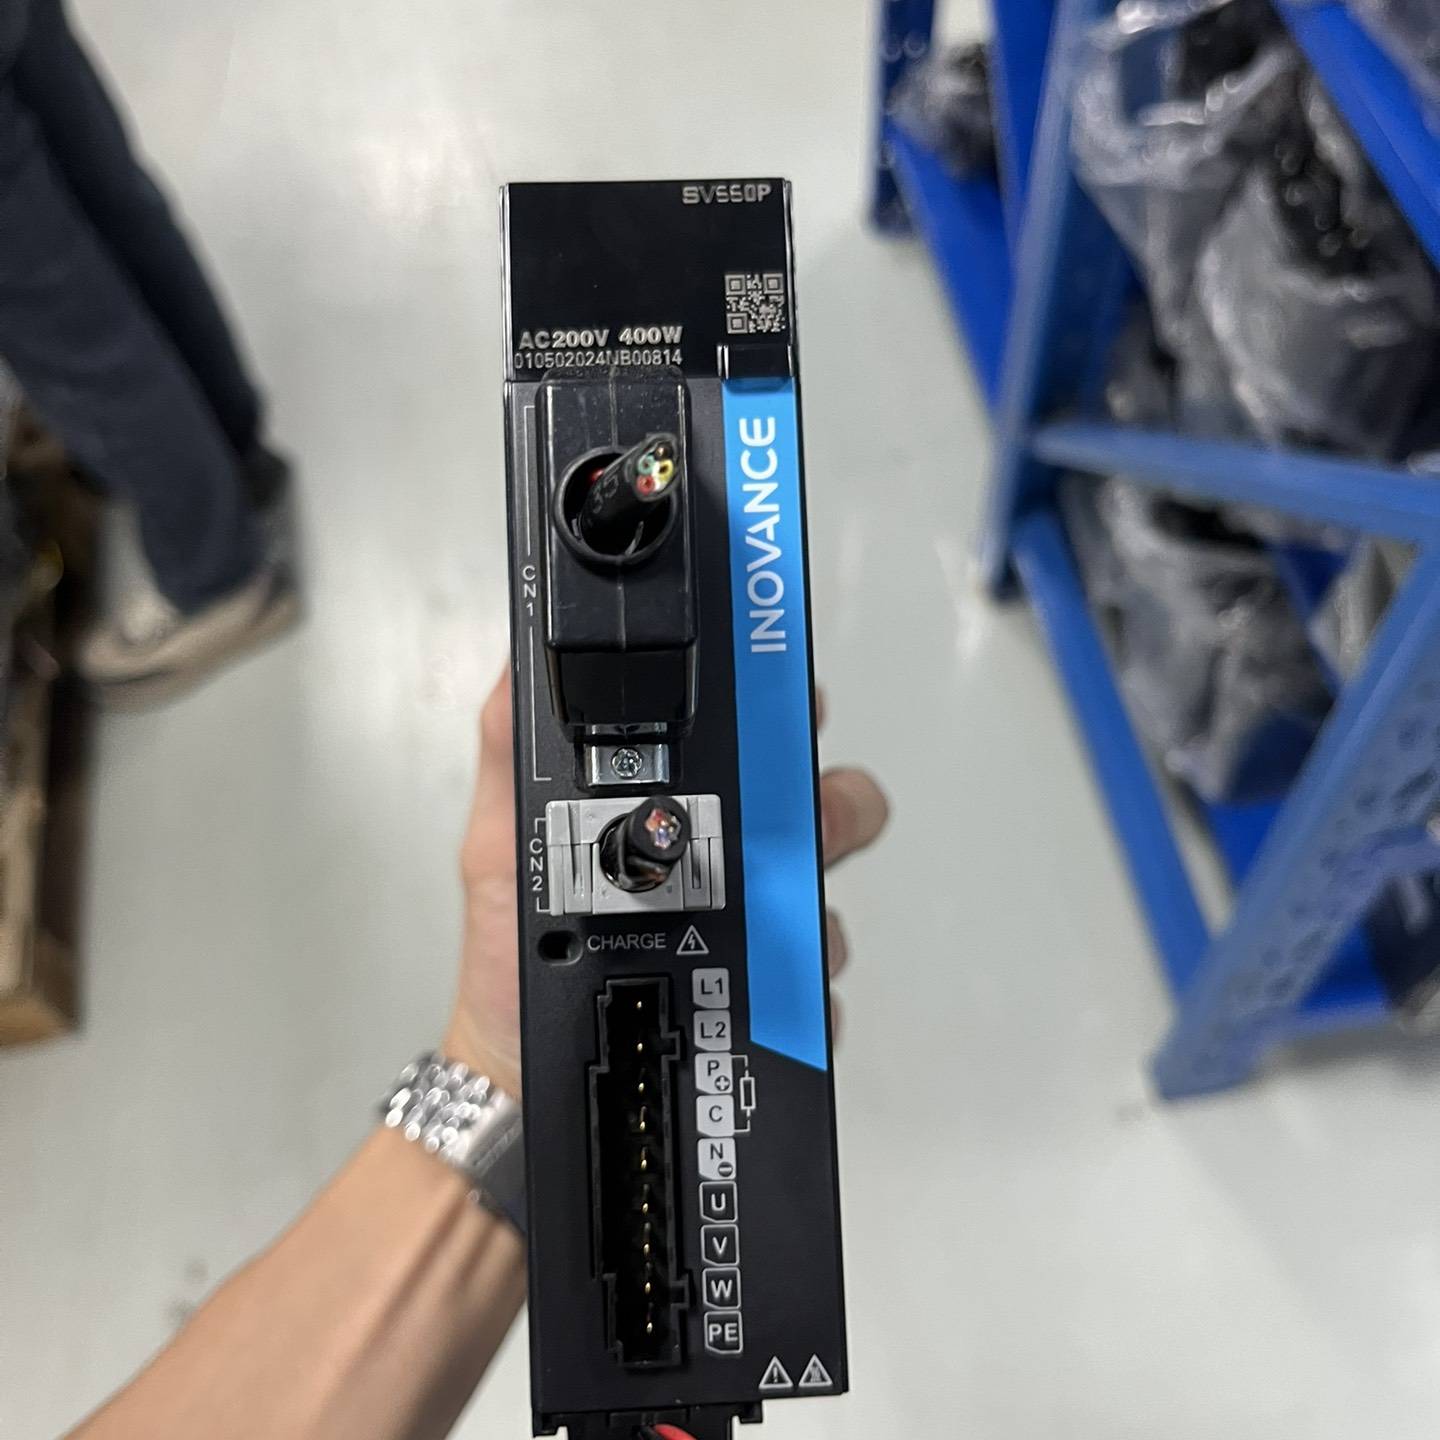 SV660P
AC200V 400W
010502024NB00814
INOVANCE
CN1
CN2
CHARGE
L1
L2
P⊕
C
N⊖
U
V
W
PE